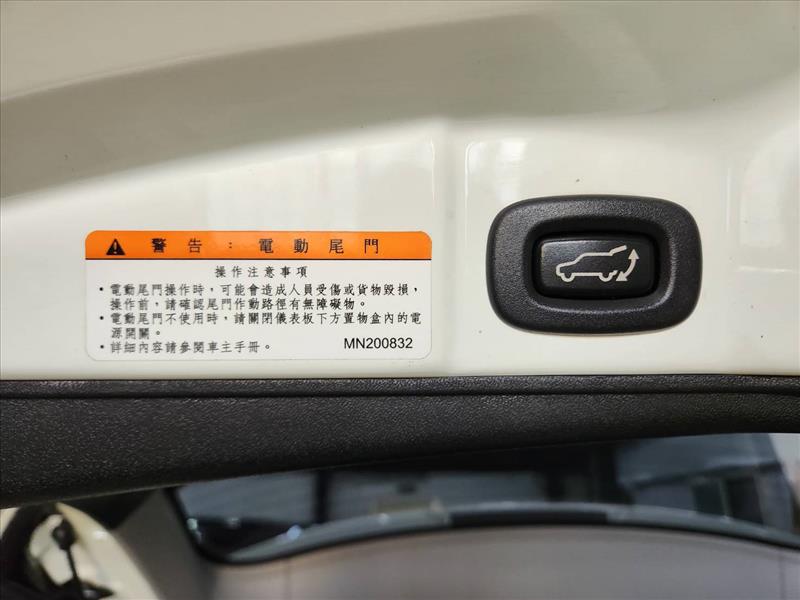 警告：電動尾門
操作注意事項
・電動尾門操作時，可能會造成人員受傷或貨物毀損，
操作前，請確認尾門作動路徑有無障礙物。
・電動尾門不使用時，請關閉儀表板下方置物盒內的電
源開關。
・詳細內容請參閱車主手冊。 MN200832